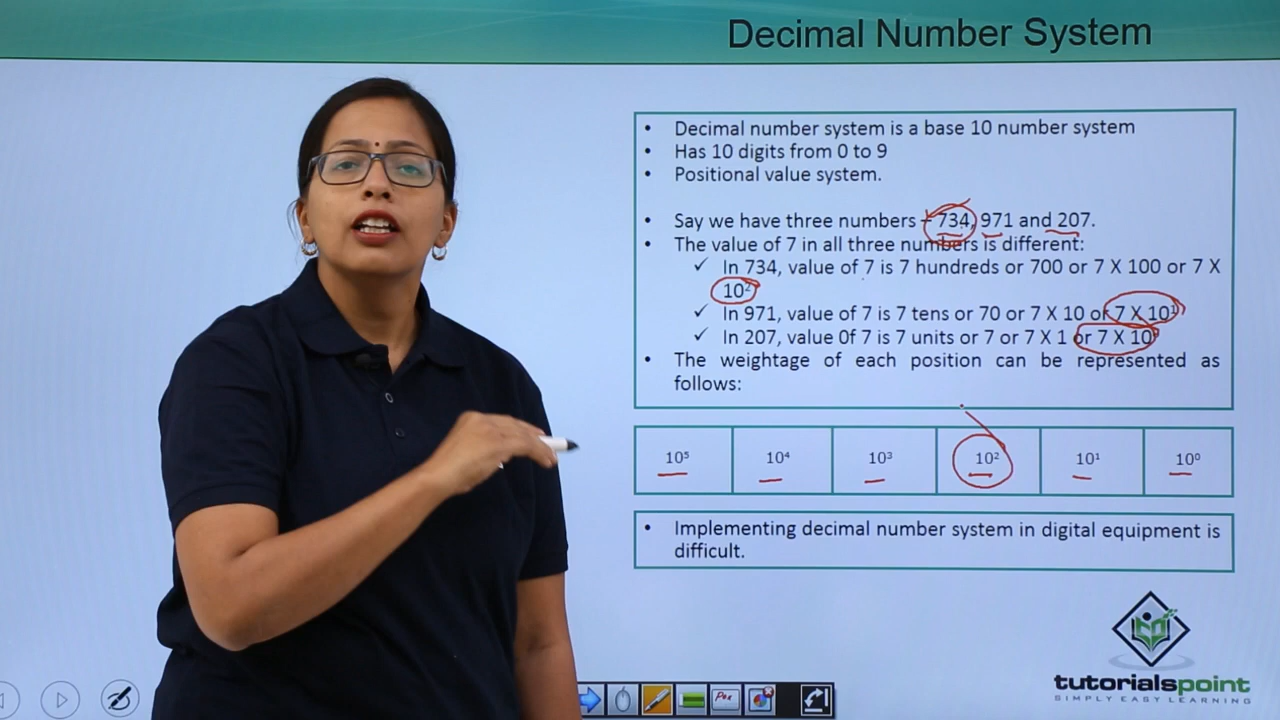 Decimal Number System
• Decimal number system is a base 10 number system
• Has 10 digits from 0 to 9
• Positional value system.
• Say we have three numbers – 734, 971 and 207.
• The value of 7 in all three numbers is different:
✓ In 734, value of 7 is 7 hundreds or 700 or 7 X 100 or 7 X
10²
✓ In 971, value of 7 is 7 tens or 70 or 7 X 10 or 7 X 10¹
✓ In 207, value 0f 7 is 7 units or 7 or 7 X 1 or 7 X 10⁰
• The weightage of each position can be represented as
follows:
10⁵ 10⁴ 10³ 10² 10¹ 10⁰
• Implementing decimal number system in digital equipment is
difficult.
tutorialspoint
SIMPLY EASY LEARNING
Pen